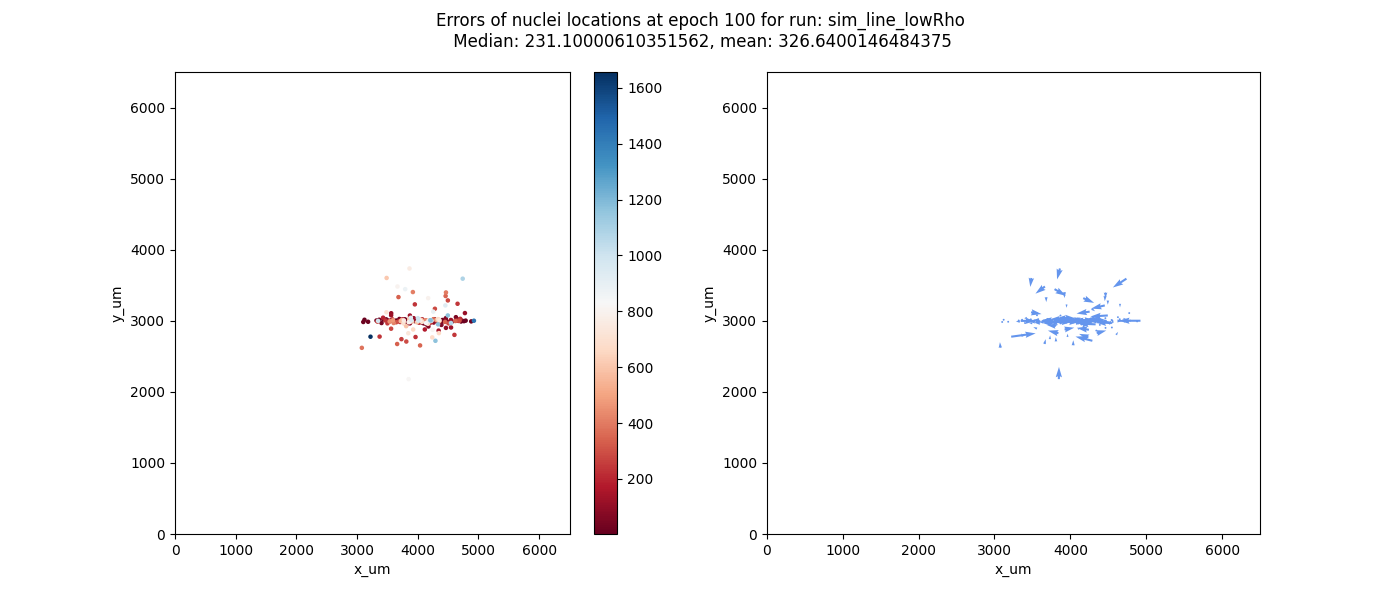 Errors of nuclei locations at epoch 100 for run: sim_line_lowRho
Median: 231.10000610351562, mean: 326.6400146484375
6000
5000
4000
3000
2000
1000
0
y_um
0 1000 2000 3000 4000 5000 6000
x_um
1600
1400
1200
1000
800
600
400
200
6000
5000
4000
3000
2000
1000
0
y_um
0 1000 2000 3000 4000 5000 6000
x_um